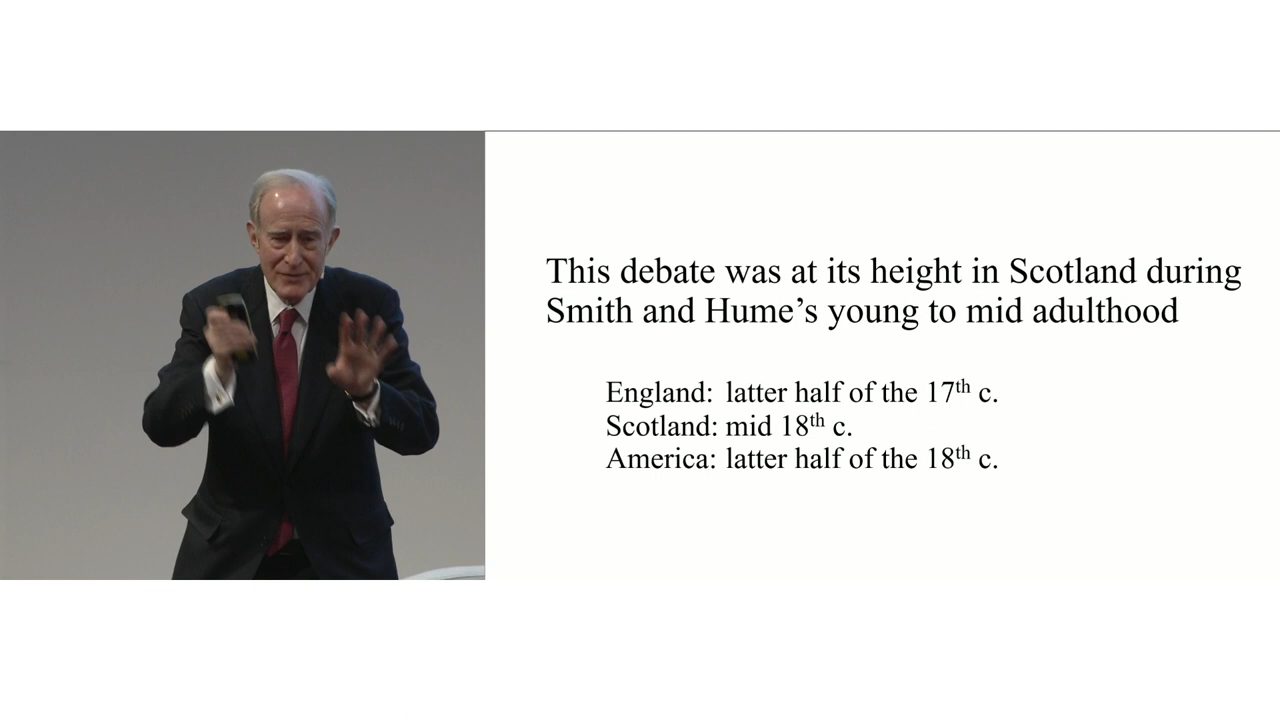 This debate was at its height in Scotland during
Smith and Hume’s young to mid adulthood
England: latter half of the 17th c.
Scotland: mid 18th c.
America: latter half of the 18th c.